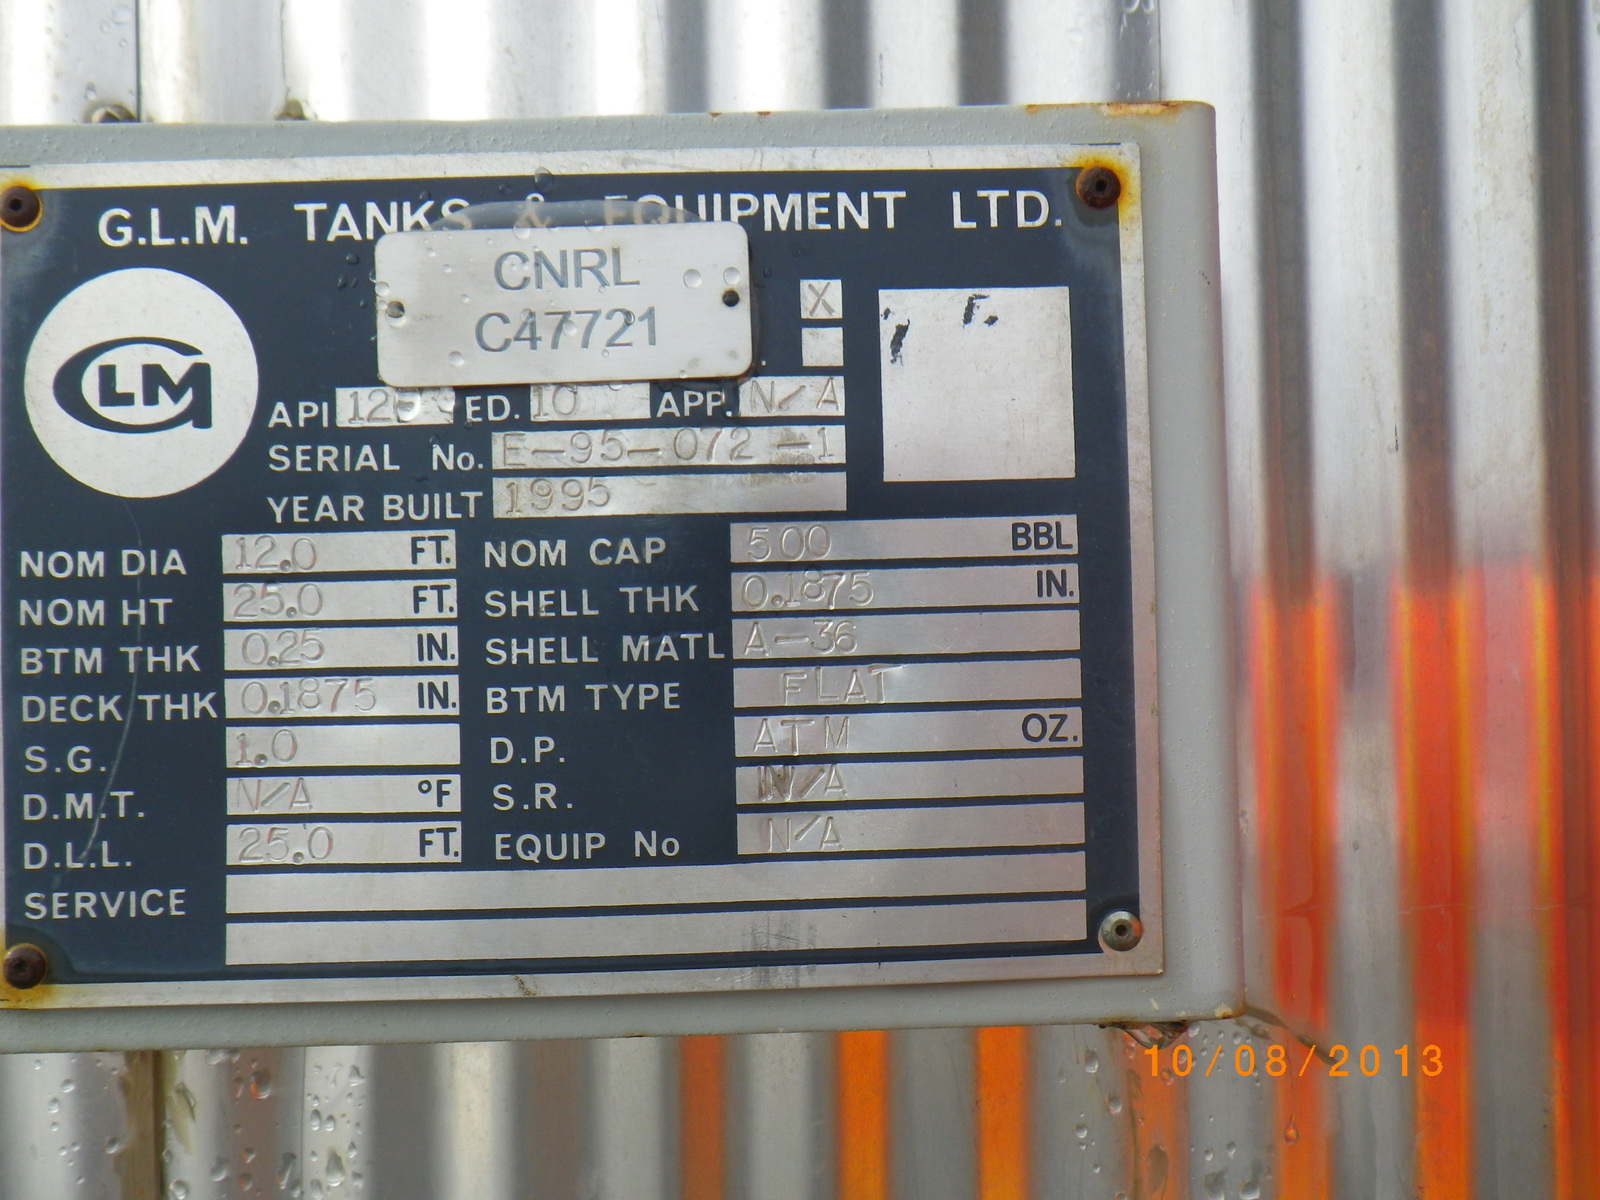 G.L.M. TANKS & EQUIPMENT LTD.
CNRL
C47721
X
GLM
API 12 ED. 10 APP. N/A
SERIAL No. E-95-072-1
YEAR BUILT 1995
NOM DIA 12.0 FT. NOM CAP 500 BBL
NOM HT 25.0 FT. SHELL THK 0.1875 IN.
BTM THK 0.25 IN. SHELL MATL A-36
DECK THK 0.1875 IN. BTM TYPE FLAT
S.G. 1.0 D.P. ATM OZ.
D.M.T. N/A °F S.R. N/A
D.L.L. 25.0 FT. EQUIP No N/A
SERVICE
10/08/2013